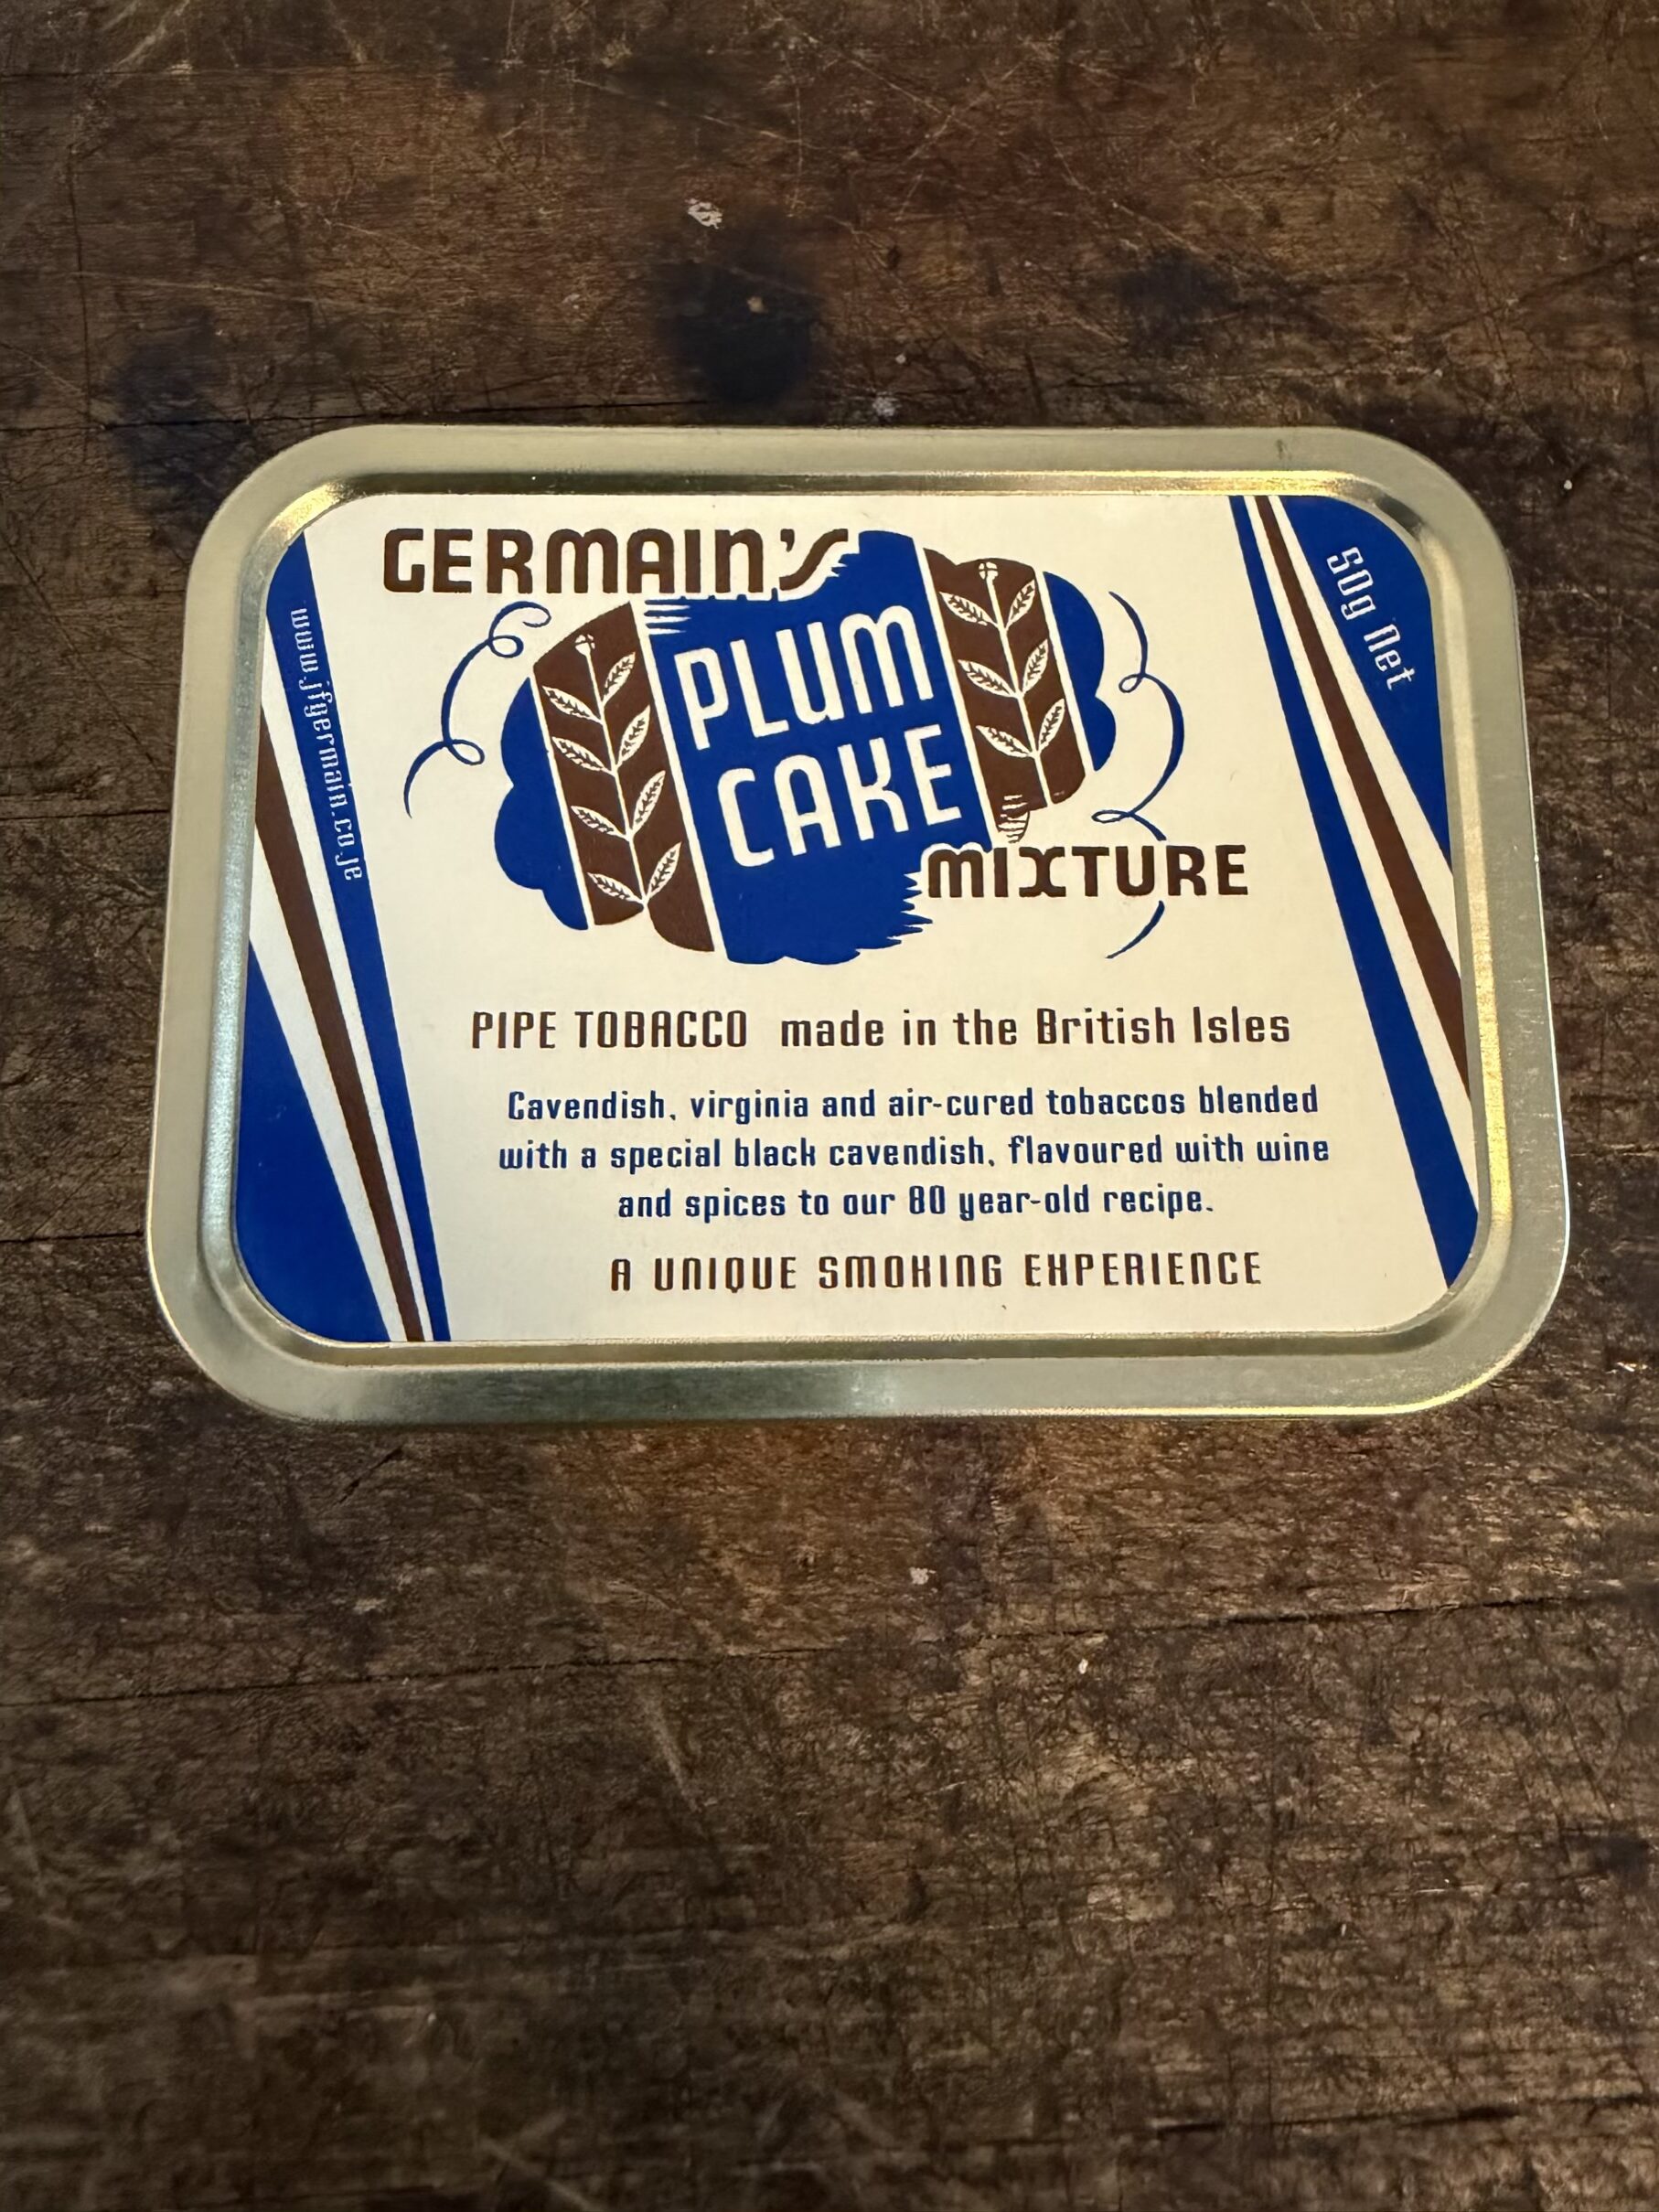 GERMAIN'S
PLUM
CAKE
MIXTURE
PIPE TOBACCO made in the British Isles
Cavendish, virginia and air-cured tobaccos blended
with a special black cavendish, flavoured with wine
and spices to our 80 year-old recipe.
A UNIQUE SMOKING EXPERIENCE
www.jfgermain.co.je
50g Net